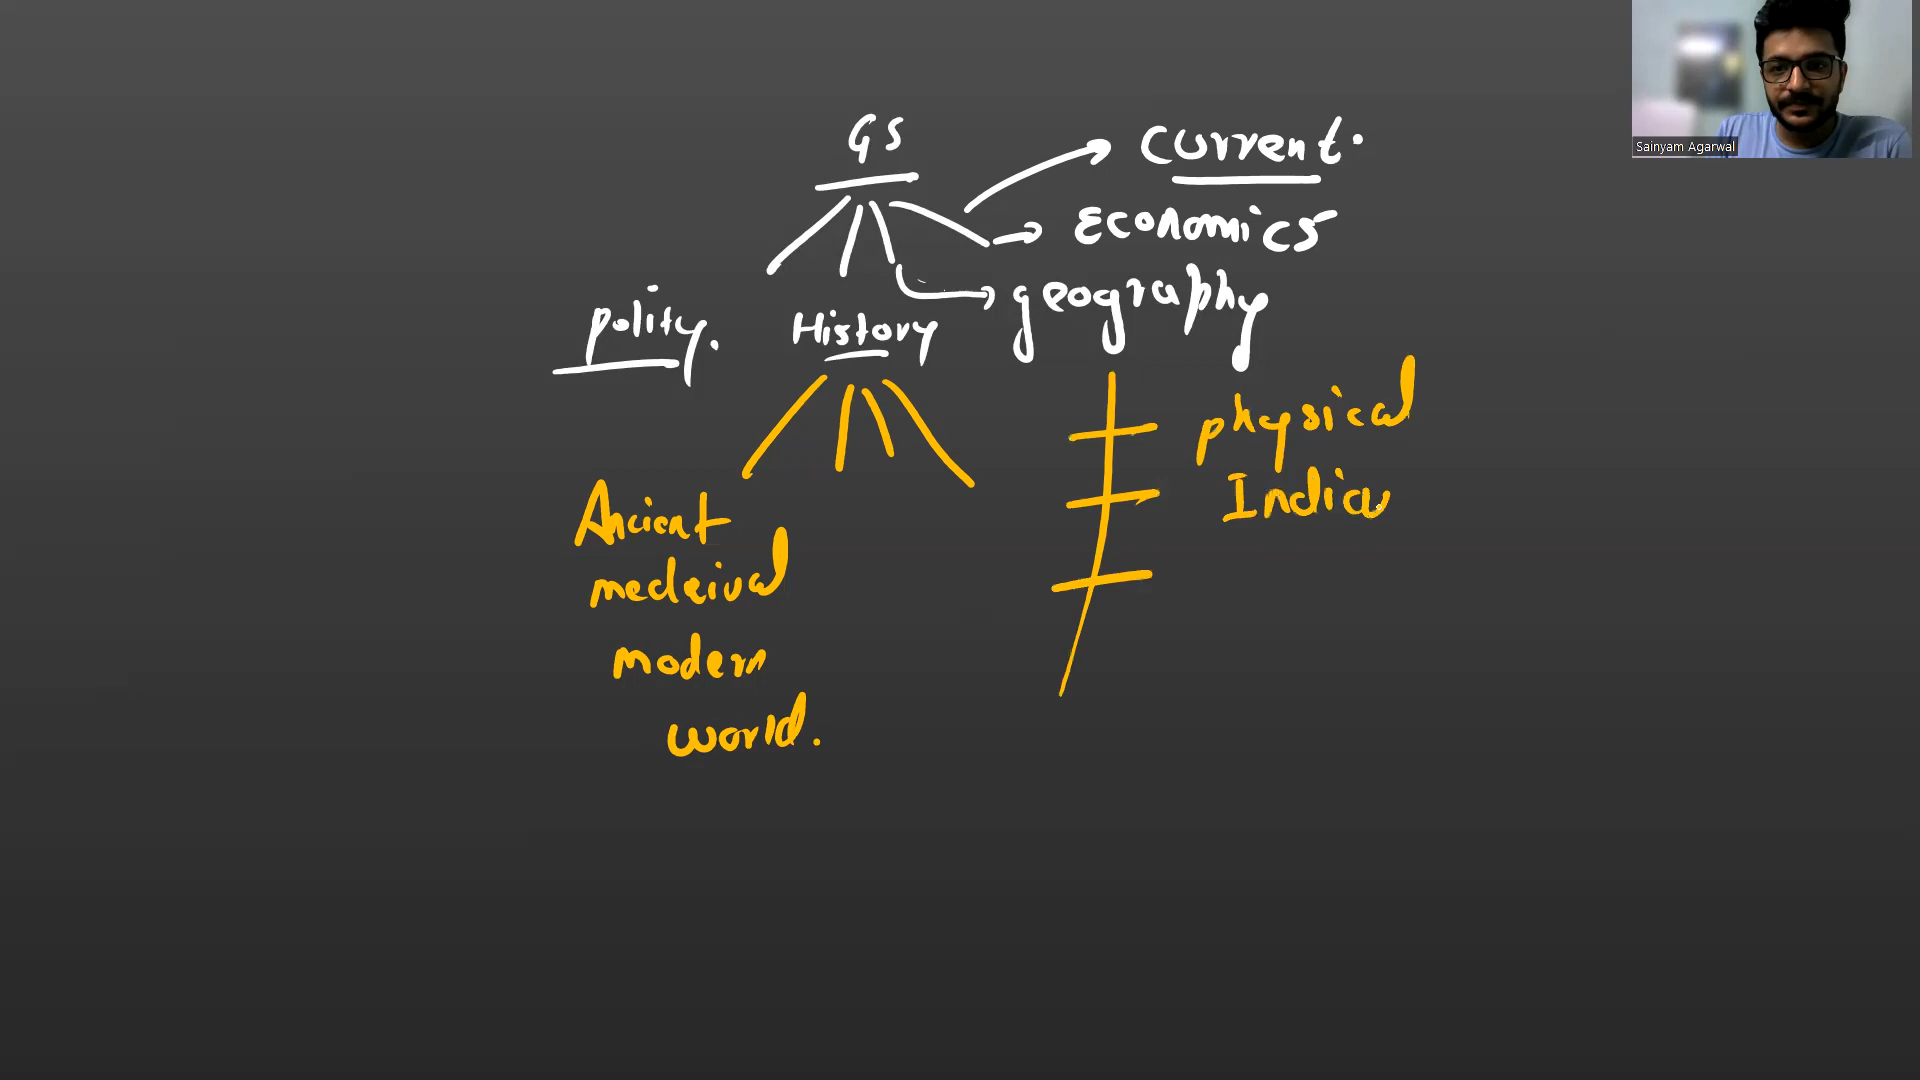 GS
Current.
Economics
geography
polity.
History
physical
India
Ancient
medeival
modern
world.
Sainyam Agarwal